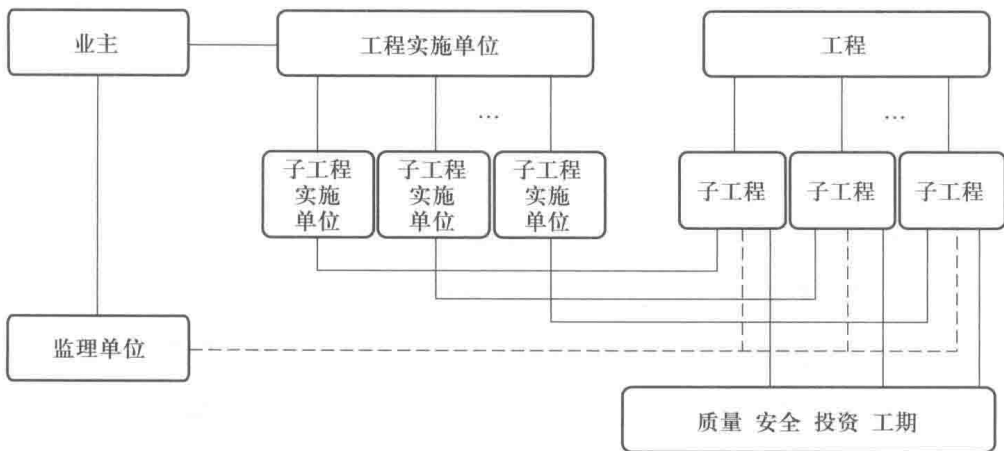 业主
工程实施单位
工程
…
…
子工程
实施
单位
子工程
实施
单位
子工程
实施
单位
子工程
子工程
子工程
监理单位
质量 安全 投资 工期